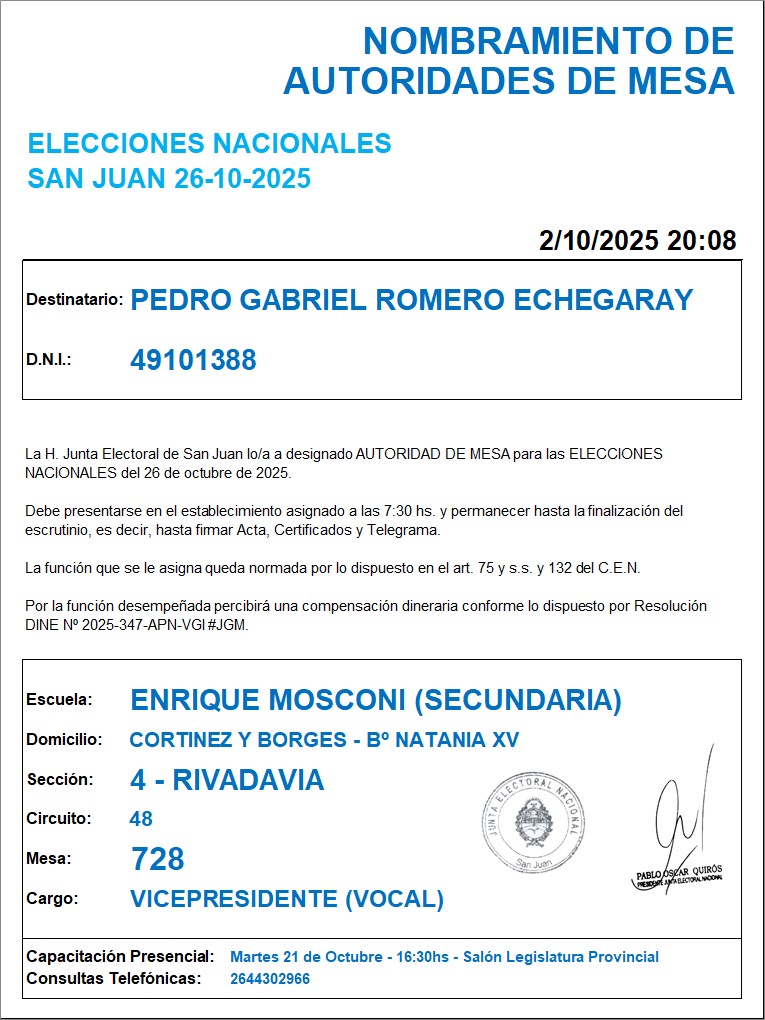 NOMBRAMIENTO DE
AUTORIDADES DE MESA
ELECCIONES NACIONALES
SAN JUAN 26-10-2025
2/10/2025 20:08
Destinatario: PEDRO GABRIEL ROMERO ECHEGARAY
D.N.I.: 49101388
La H. Junta Electoral de San Juan lo/a a designado AUTORIDAD DE MESA para las ELECCIONES
NACIONALES del 26 de octubre de 2025.
Debe presentarse en el establecimiento asignado a las 7:30 hs. y permanecer hasta la finalización del
escrutinio, es decir, hasta firmar Acta, Certificados y Telegrama.
La función que se le asigna queda normada por lo dispuesto en el art. 75 y s.s. y 132 del C.E.N.
Por la función desempeñada percibirá una compensación dineraria conforme lo dispuesto por Resolución
DINE Nº 2025-347-APN-VGI#JGM.
Escuela: ENRIQUE MOSCONI (SECUNDARIA)
Domicilio: CORTINEZ Y BORGES - Bº NATANIA XV
Sección: 4 - RIVADAVIA
Circuito: 48
Mesa: 728
Cargo: VICEPRESIDENTE (VOCAL)
JUNTA ELECTORAL NACIONAL
San Juan
PABLO OSCAR QUIRÓS
PRESIDENTE JUNTA ELECTORAL NACIONAL
Capacitación Presencial: Martes 21 de Octubre - 16:30hs - Salón Legislatura Provincial
Consultas Telefónicas: 2644302966